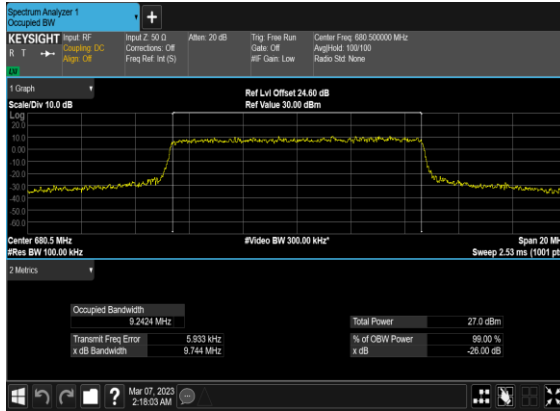 Spectrum Analyzer 1
Occupied BW
+
KEYSIGHT
R T
LV
Input: RF
Coupling: DC
Align: Off
Input Z: 50 Ω
Corrections: Off
Freq Ref: Int (S)
Atten: 20 dB
Trig: Free Run
Gate: Off
#IF Gain: Low
Center Freq: 680.500000 MHz
Avg|Hold: 100/100
Radio Std: None
1 Graph
Scale/Div 10.0 dB
Ref Lvl Offset 24.60 dB
Ref Value 30.00 dBm
Log
20.0
10.0
0.00
-10.0
-20.0
-30.0
-40.0
-50.0
-60.0
Center 680.5 MHz
#Res BW 100.00 kHz
#Video BW 300.00 kHz*
Span 20 MH
Sweep 2.53 ms (1001 pt
2 Metrics
Occupied Bandwidth
9.2424 MHz
Transmit Freq Error 5.933 kHz
x dB Bandwidth 9.744 MHz
Total Power 27.0 dBm
% of OBW Power 99.00 %
x dB -26.00 dB
?
Mar 07, 2023
2:18:03 AM